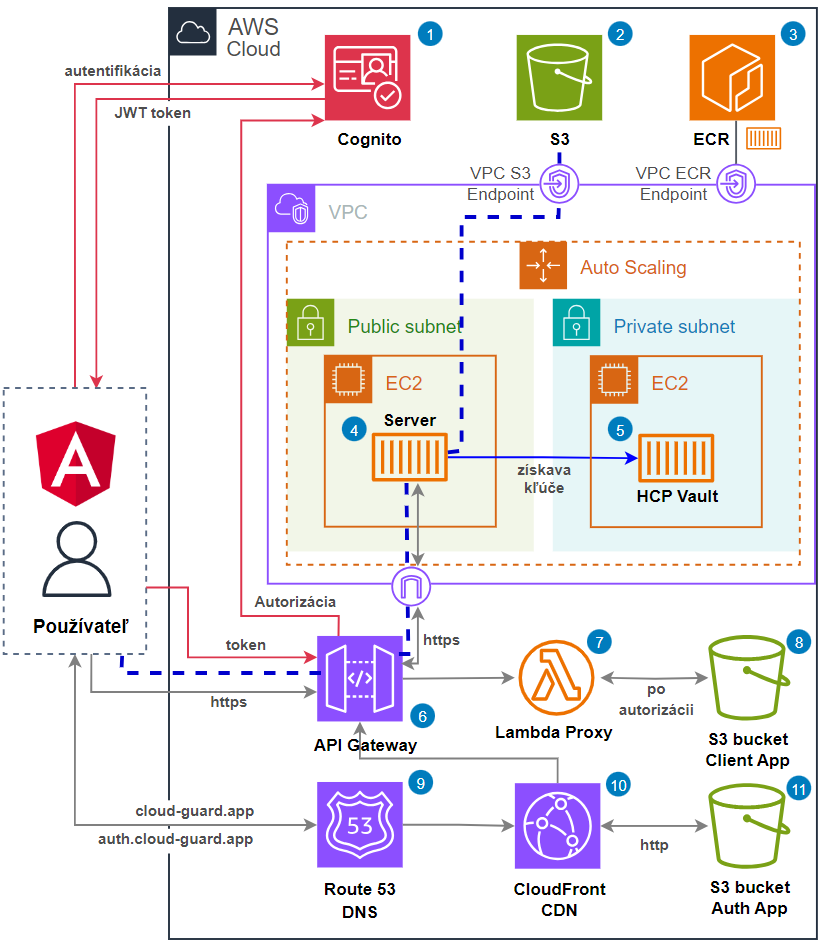 AWS
Cloud
1
2
3
autentifikácia
JWT token
Cognito
S3
ECR
VPC S3
Endpoint
VPC ECR
Endpoint
VPC
Auto Scaling
Public subnet
Private subnet
EC2
EC2
Server
4
5
získava
kľúče
HCP Vault
A
Používateľ
Autorizácia
https
token
https
6
API Gateway
7
Lambda Proxy
po
autorizácii
8
S3 bucket
Client App
cloud-guard.app
auth.cloud-guard.app
9
53
Route 53
DNS
10
CloudFront
CDN
http
11
S3 bucket
Auth App